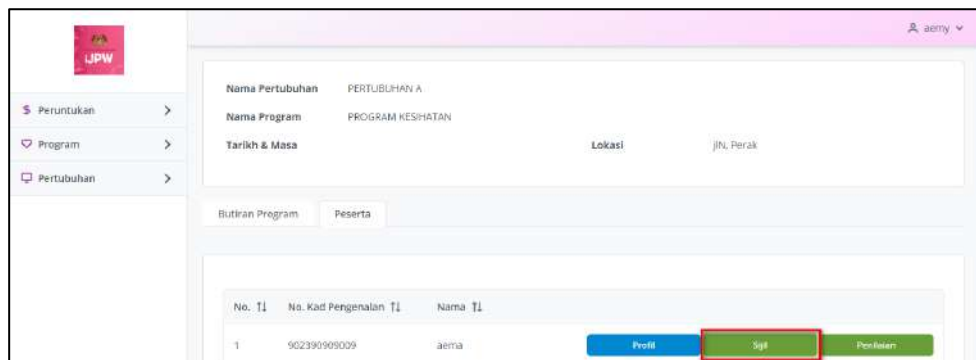 aemy
iJPW
Peruntukan
Program
Pertubuhan
Nama Pertubuhan PERTUBUHAN A
Nama Program PROGRAM KESIHATAN
Tarikh & Masa Lokasi JlN, Perak
Butiran Program Peserta
No. No. Kad Pengenalan Nama
1 902390909009 aema Profil Sijil Penilaian